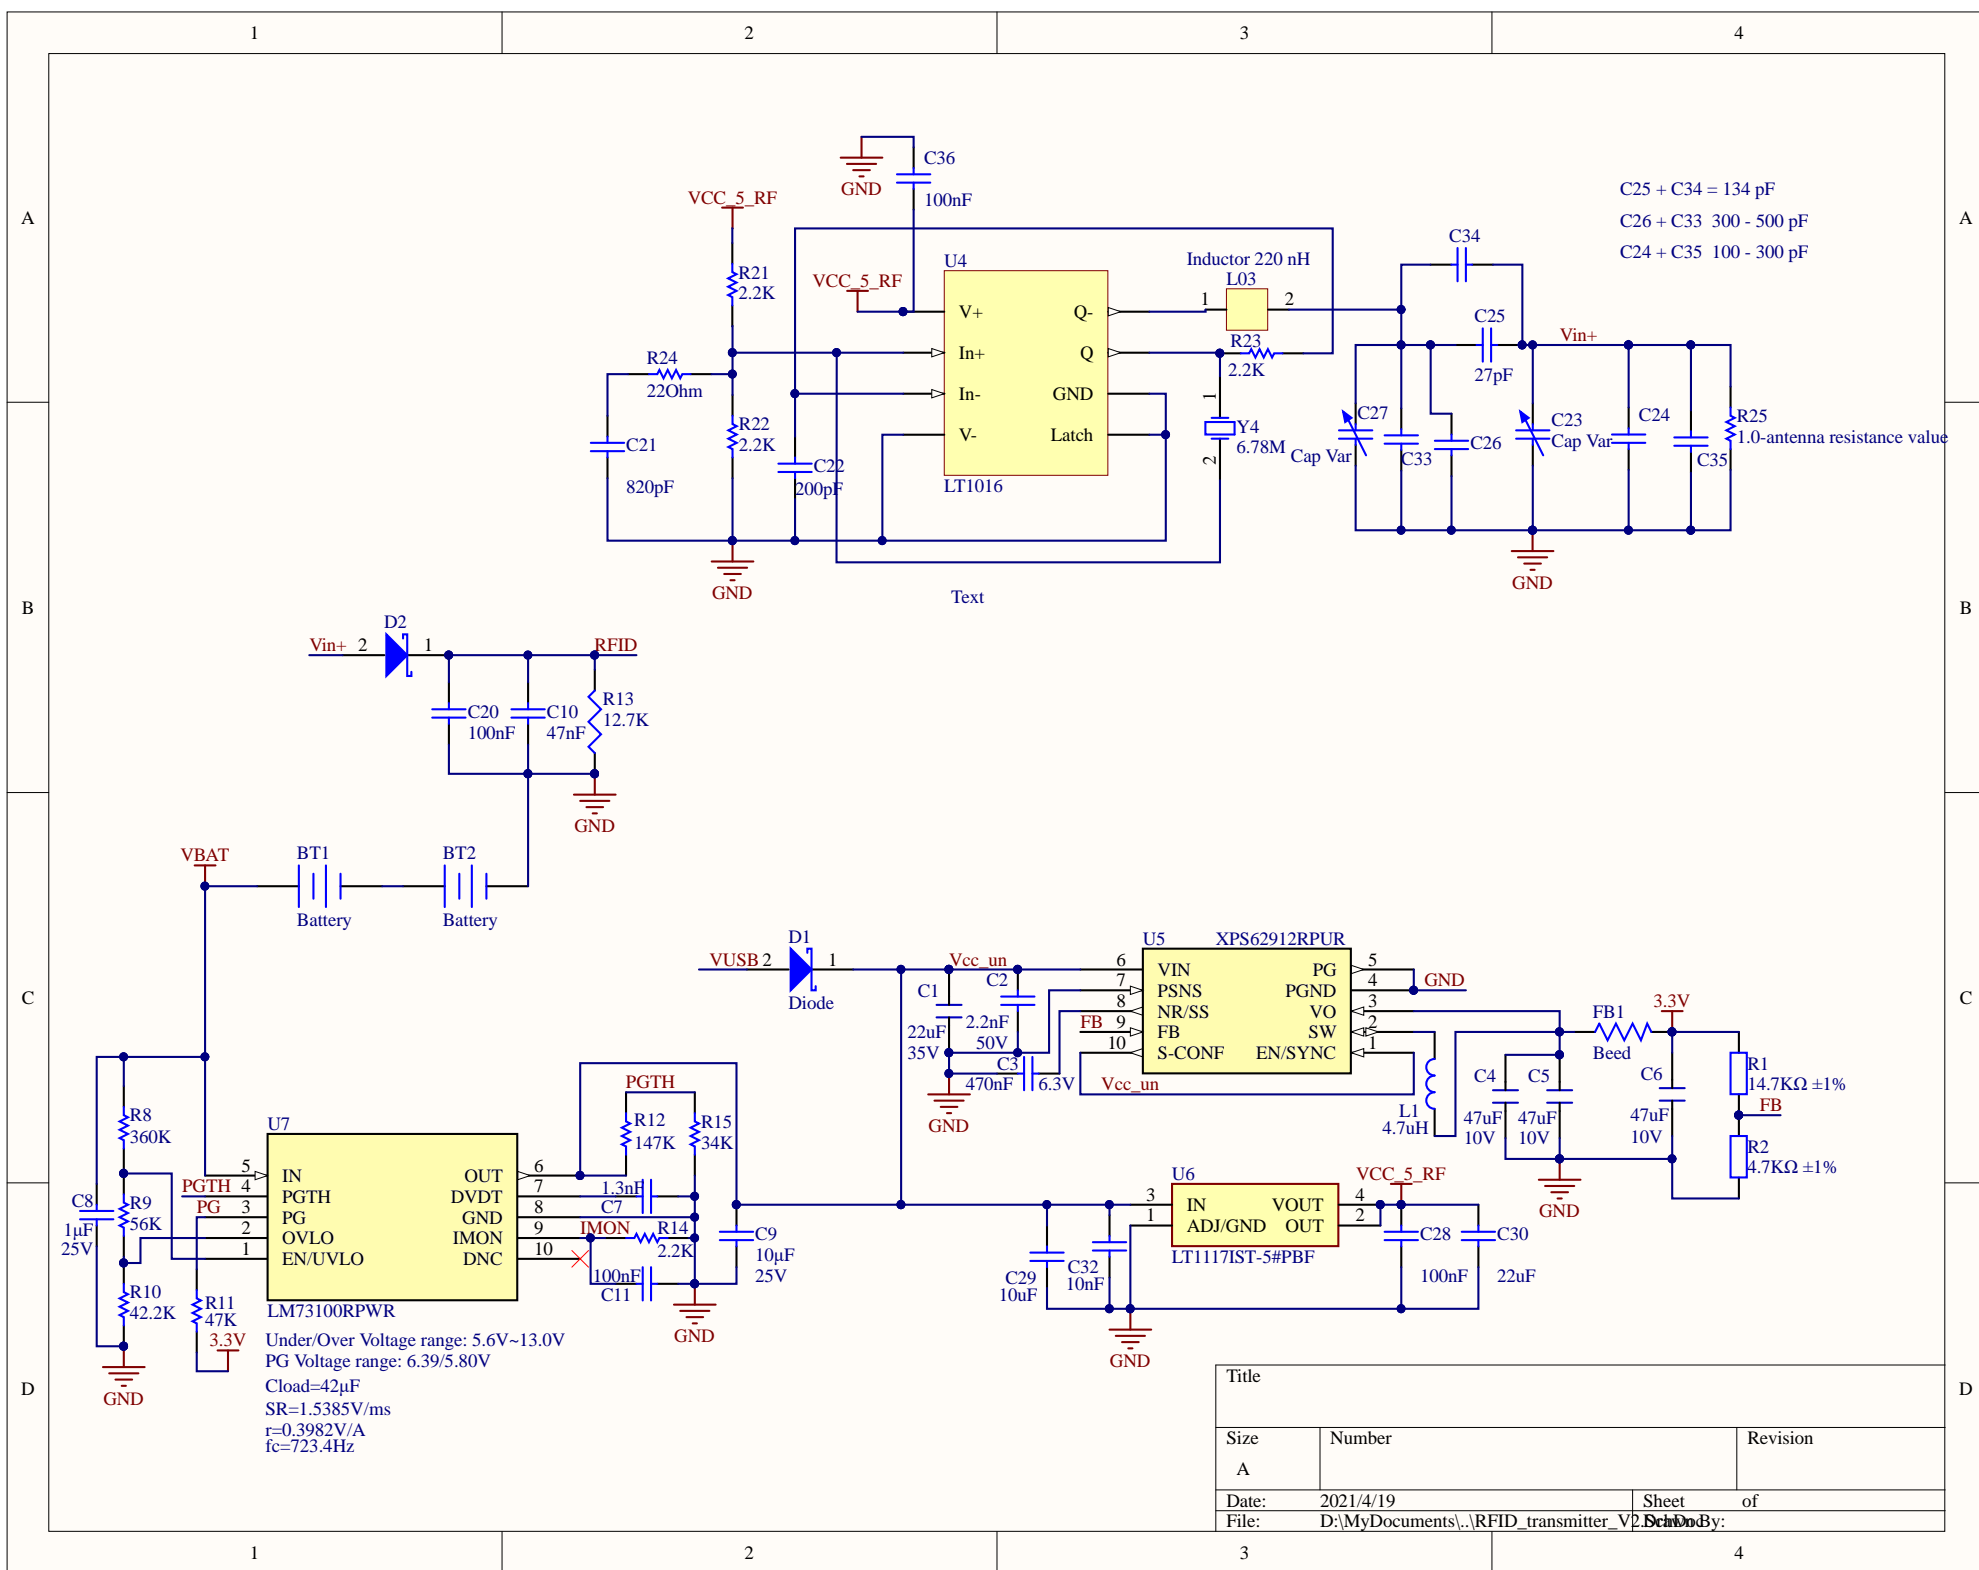 1 2 3 4
A
A
B
B
C
C
D
D
C36
100nF
GND
VCC_5_RF
C25 + C34 = 134 pF
C26 + C33 300 - 500 pF
C24 + C35 100 - 300 pF
R21
2.2K
VCC_5_RF
U4
V+
In+
In-
V-
Q-
Q
GND
Latch
LT1016
Inductor 220 nH
L03
1 2
R23
2.2K
C34
C25
27pF
Vin+
R24
22Ohm
R22
2.2K
C21
820pF
C22
200pF
1
Y4
6.78M
2
C27
Cap Var
C33
C26
C23
Cap Var
C24
C35
R25
1.0-antenna resistance value
GND
GND
Text
D2
Vin+ 2 1 RFID
C20
100nF
C10
47nF
R13
12.7K
GND
VBAT
BT1
Battery
BT2
Battery
D1
VUSB 2 1
Diode
Vcc_un
C1
22uF
35V
C2
2.2nF
50V
C3
470nF 6.3V
GND
FB
Vcc_un
U5 XPS62912RPUR
6 VIN PG 5
7 PSNS PGND 4
8 NR/SS VO 3
9 FB SW 2
10 S-CONF EN/SYNC 1
GND
L1
4.7uH
C4
47uF
10V
C5
47uF
10V
FB1
Beed
3.3V
C6
47uF
10V
R1
14.7KΩ ±1%
FB
R2
4.7KΩ ±1%
GND
R8
360K
R9
56K
R10
42.2K
C8
1µF
25V
GND
PGTH
PG
R11
47K
3.3V
U7
5 IN OUT 6
4 PGTH DVDT 7
3 PG GND 8
2 OVLO IMON 9
1 EN/UVLO DNC 10
LM73100RPWR
Under/Over Voltage range: 5.6V~13.0V
PG Voltage range: 6.39/5.80V
Cload=42µF
SR=1.5385V/ms
r=0.3982V/A
fc=723.4Hz
PGTH
R12
147K
R15
34K
1.3nF
C7
IMON
R14
2.2K
100nF
C11
C9
10µF
25V
GND
U6
3 IN VOUT 4
1 ADJ/GND OUT 2
LT1117IST-5#PBF
VCC_5_RF
C29
10uF
C32
10nF
C28
100nF
C30
22uF
GND
Title
Size
A
Number
Revision
Date: 2021/4/19
Sheet of
File: D:\MyDocuments\..\RFID_transmitter_V2.SchDoc
Drawn By:
1 2 3 4